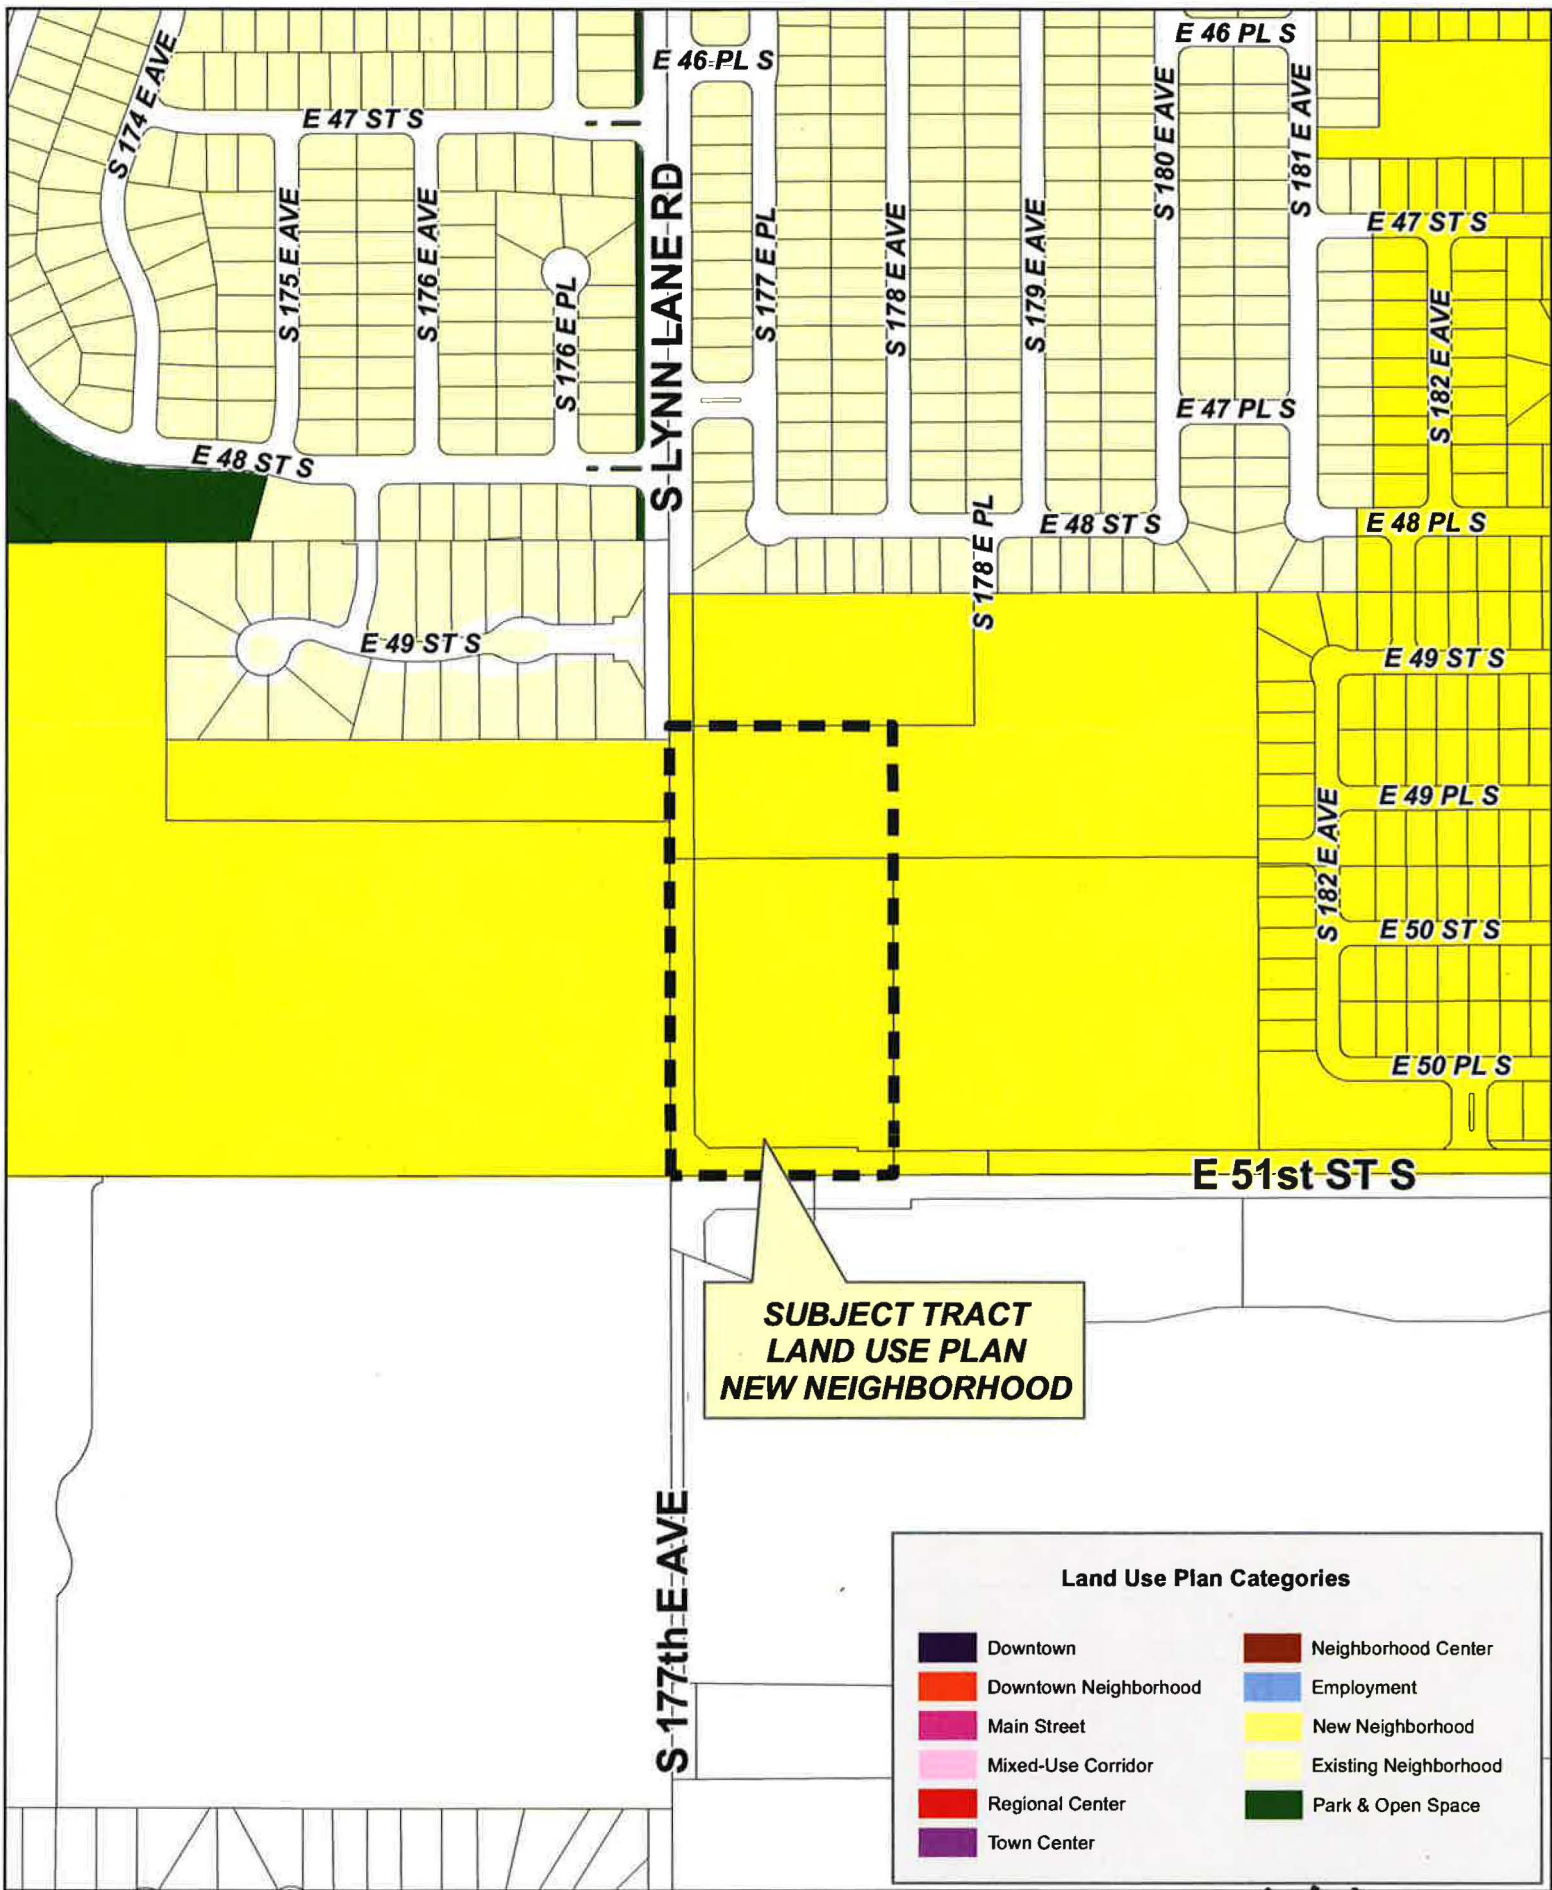 E 46 PL S
E 46 PL S
S 174 E AVE
E 47 ST S
S 180 E AVE
S 181 E AVE
S LYNN LANE RD
S 175 E AVE
S 176 E AVE
S 176 E PL
S 177 E PL
S 178 E AVE
S 179 E AVE
E 47 ST S
S 182 E AVE
E 47 PL S
E 48 ST S
S 178 E PL
E 48 ST S
E 48 PL S
E 49 ST S
E 49 ST S
E 49 PL S
S 182 E AVE
E 50 ST S
E 50 PL S
E 51st ST S
SUBJECT TRACT
LAND USE PLAN
NEW NEIGHBORHOOD
S 177th E AVE
Land Use Plan Categories
Downtown
Downtown Neighborhood
Main Street
Mixed-Use Corridor
Regional Center
Town Center
Neighborhood Center
Employment
New Neighborhood
Existing Neighborhood
Park & Open Space